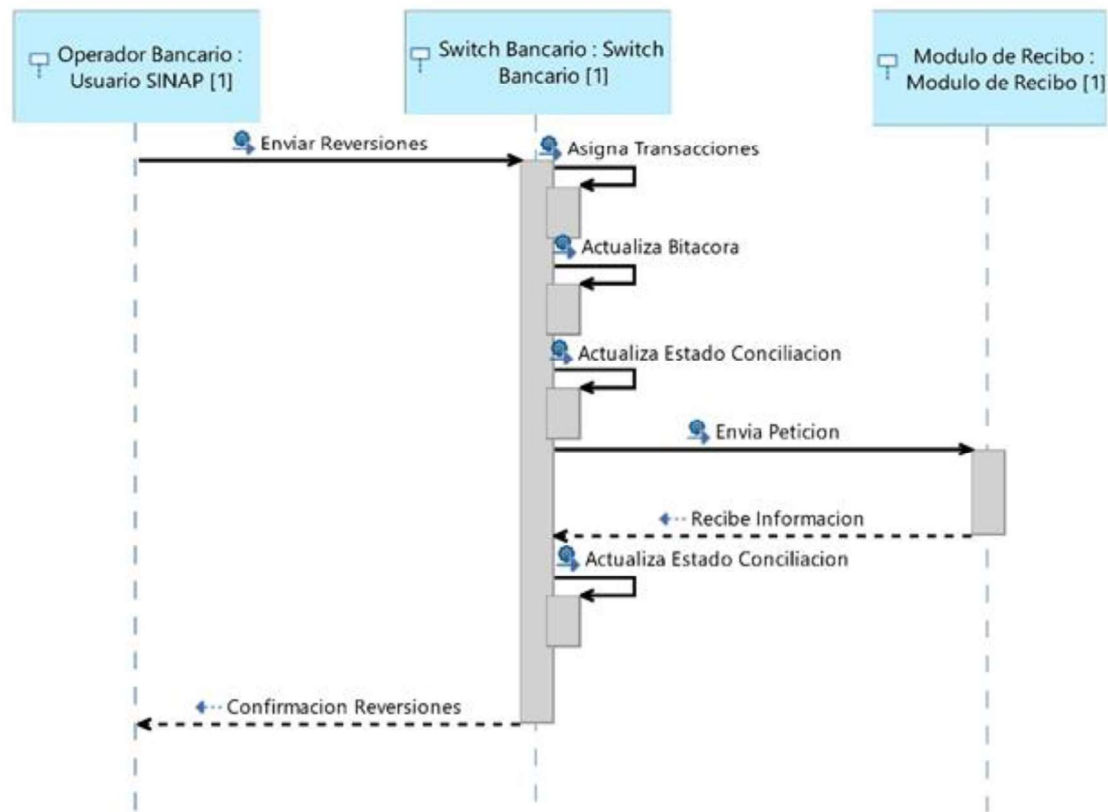 Operador Bancario :
Usuario SINAP [1]
Switch Bancario : Switch
Bancario [1]
Modulo de Recibo :
Modulo de Recibo [1]
Enviar Reversiones
Asigna Transacciones
Actualiza Bitacora
Actualiza Estado Conciliacion
Envia Peticion
Recibe Informacion
Actualiza Estado Conciliacion
Confirmacion Reversiones